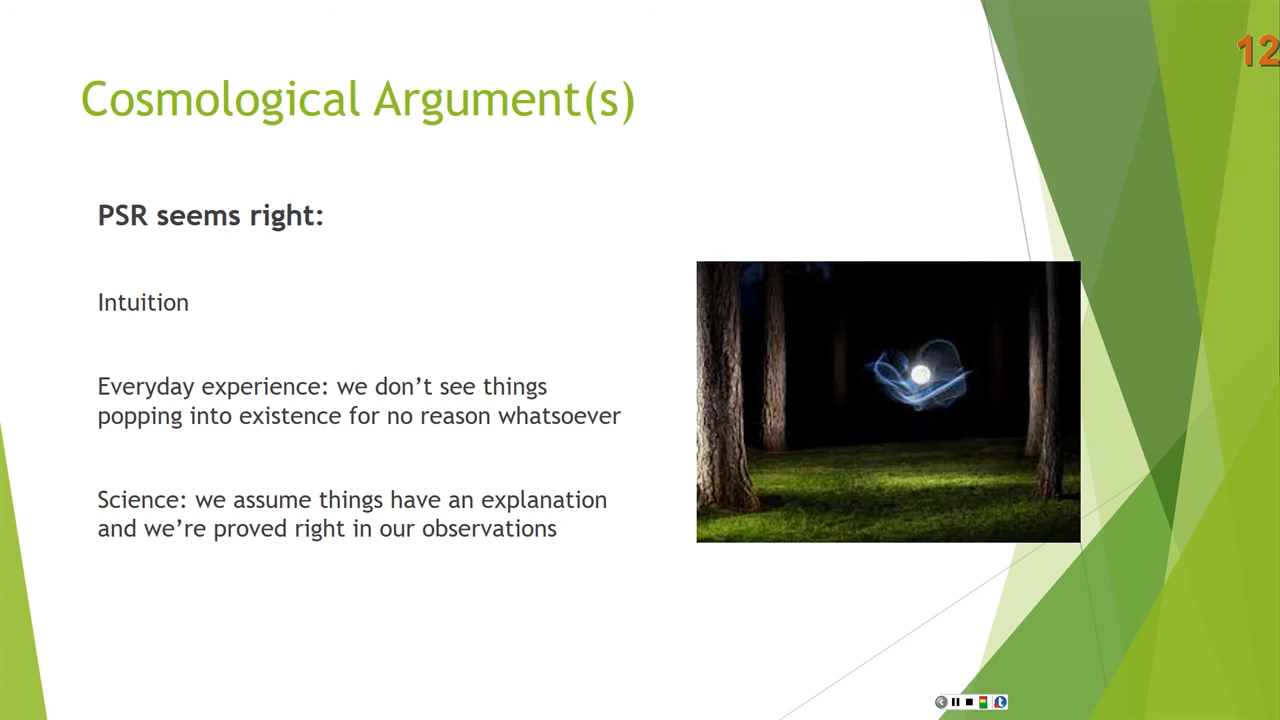 12
Cosmological Argument(s)
PSR seems right:
Intuition
Everyday experience: we don’t see things
popping into existence for no reason whatsoever
Science: we assume things have an explanation
and we’re proved right in our observations